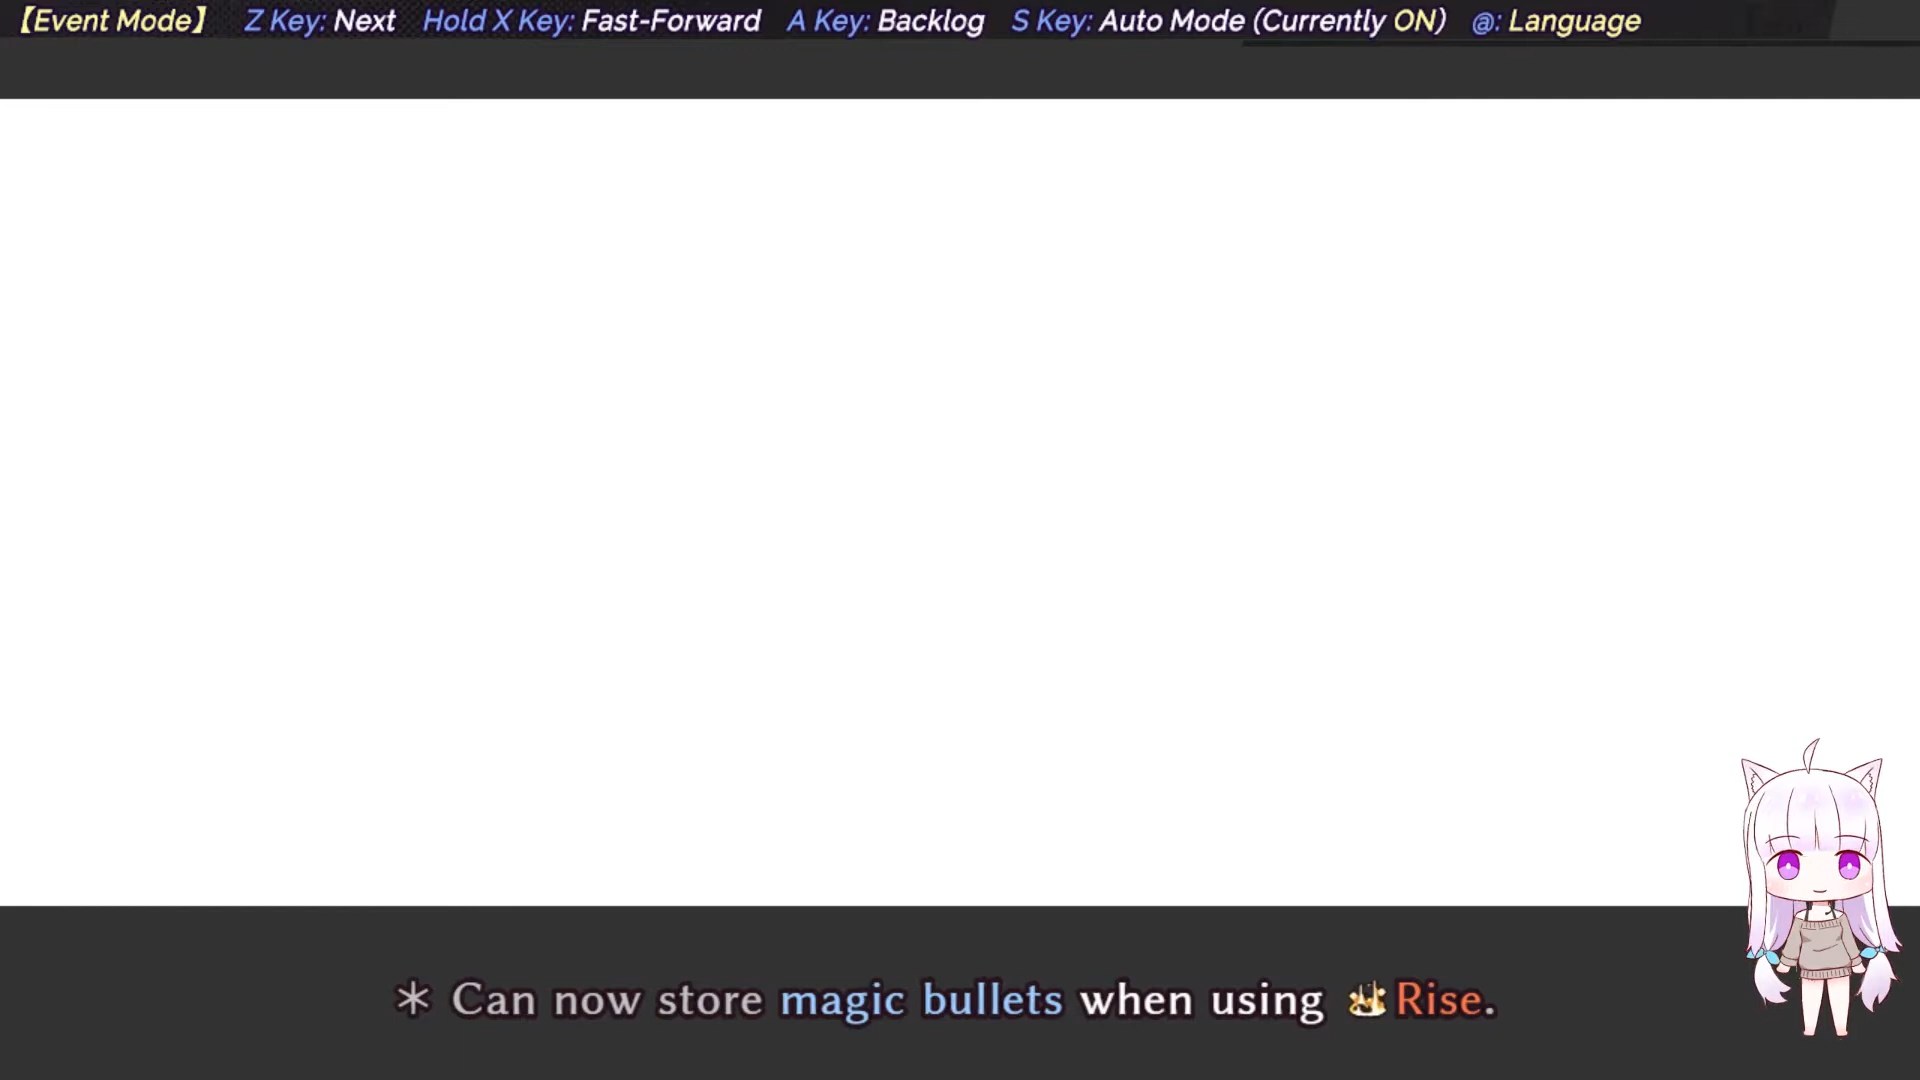 【Event Mode】 Z Key: Next Hold X Key: Fast-Forward A Key: Backlog S Key: Auto Mode (Currently ON) @: Language
* Can now store magic bullets when using Rise.